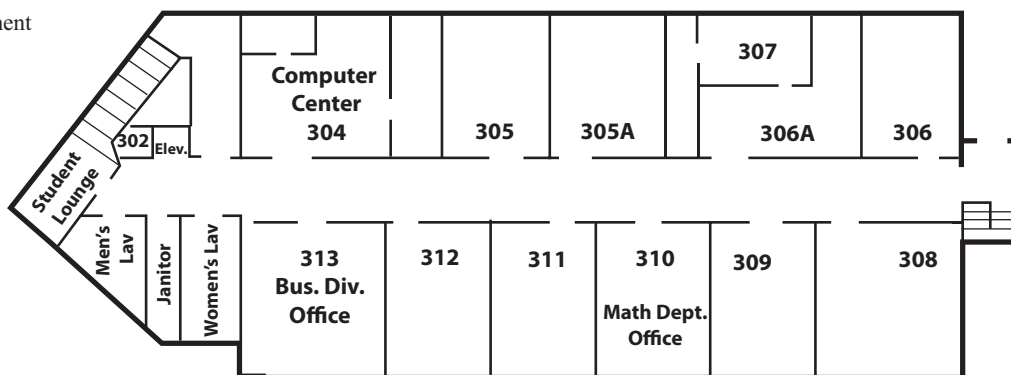 307
Computer
Center
304
305
305A
306A
306
302
Elev.
Student
Lounge
Men's
Lav
Janitor
Women's Lav
313
Bus. Div.
Office
312
311
310
Math Dept.
Office
309
308